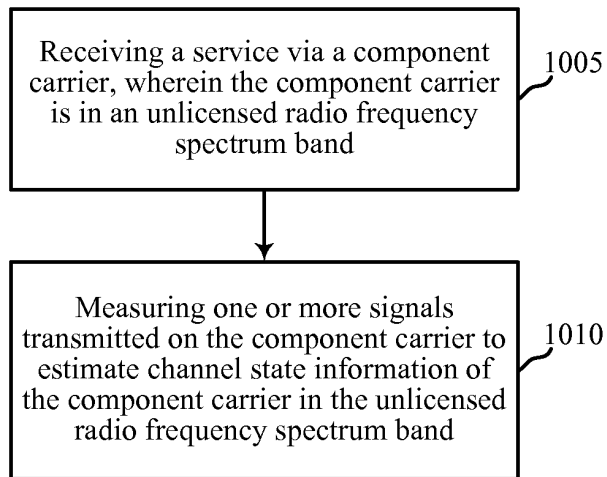 Receiving a service via a component
carrier, wherein the component carrier
is in an unlicensed radio frequency
spectrum band
1005
Measuring one or more signals
transmitted on the component carrier to
estimate channel state information of
the component carrier in the unlicensed
radio frequency spectrum band
1010